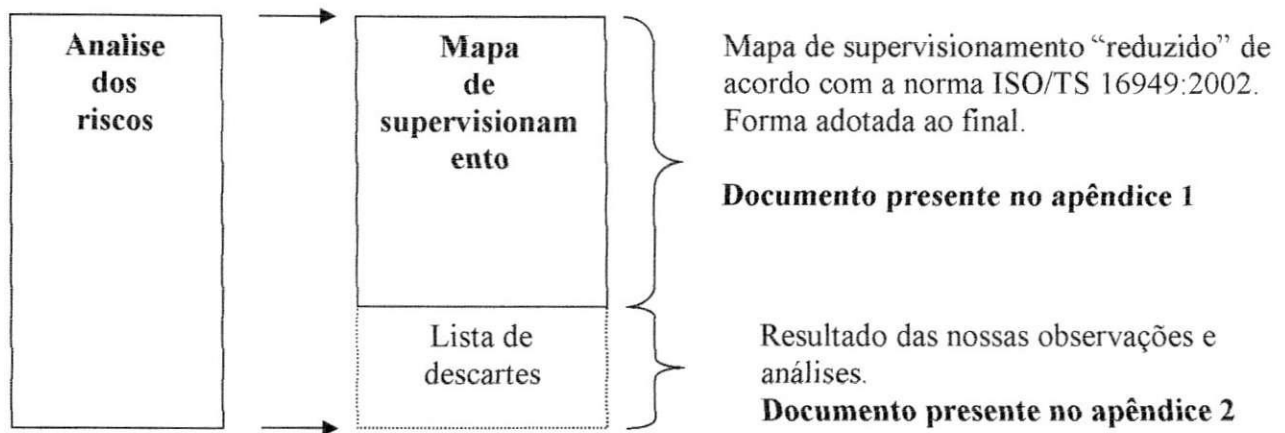 Analise
dos
riscos
Mapa
de
supervisionam
ento
Mapa de supervisionamento “reduzido” de
acordo com a norma ISO/TS 16949:2002.
Forma adotada ao final.
Documento presente no apêndice 1
Lista de
descartes
Resultado das nossas observações e
análises.
Documento presente no apêndice 2